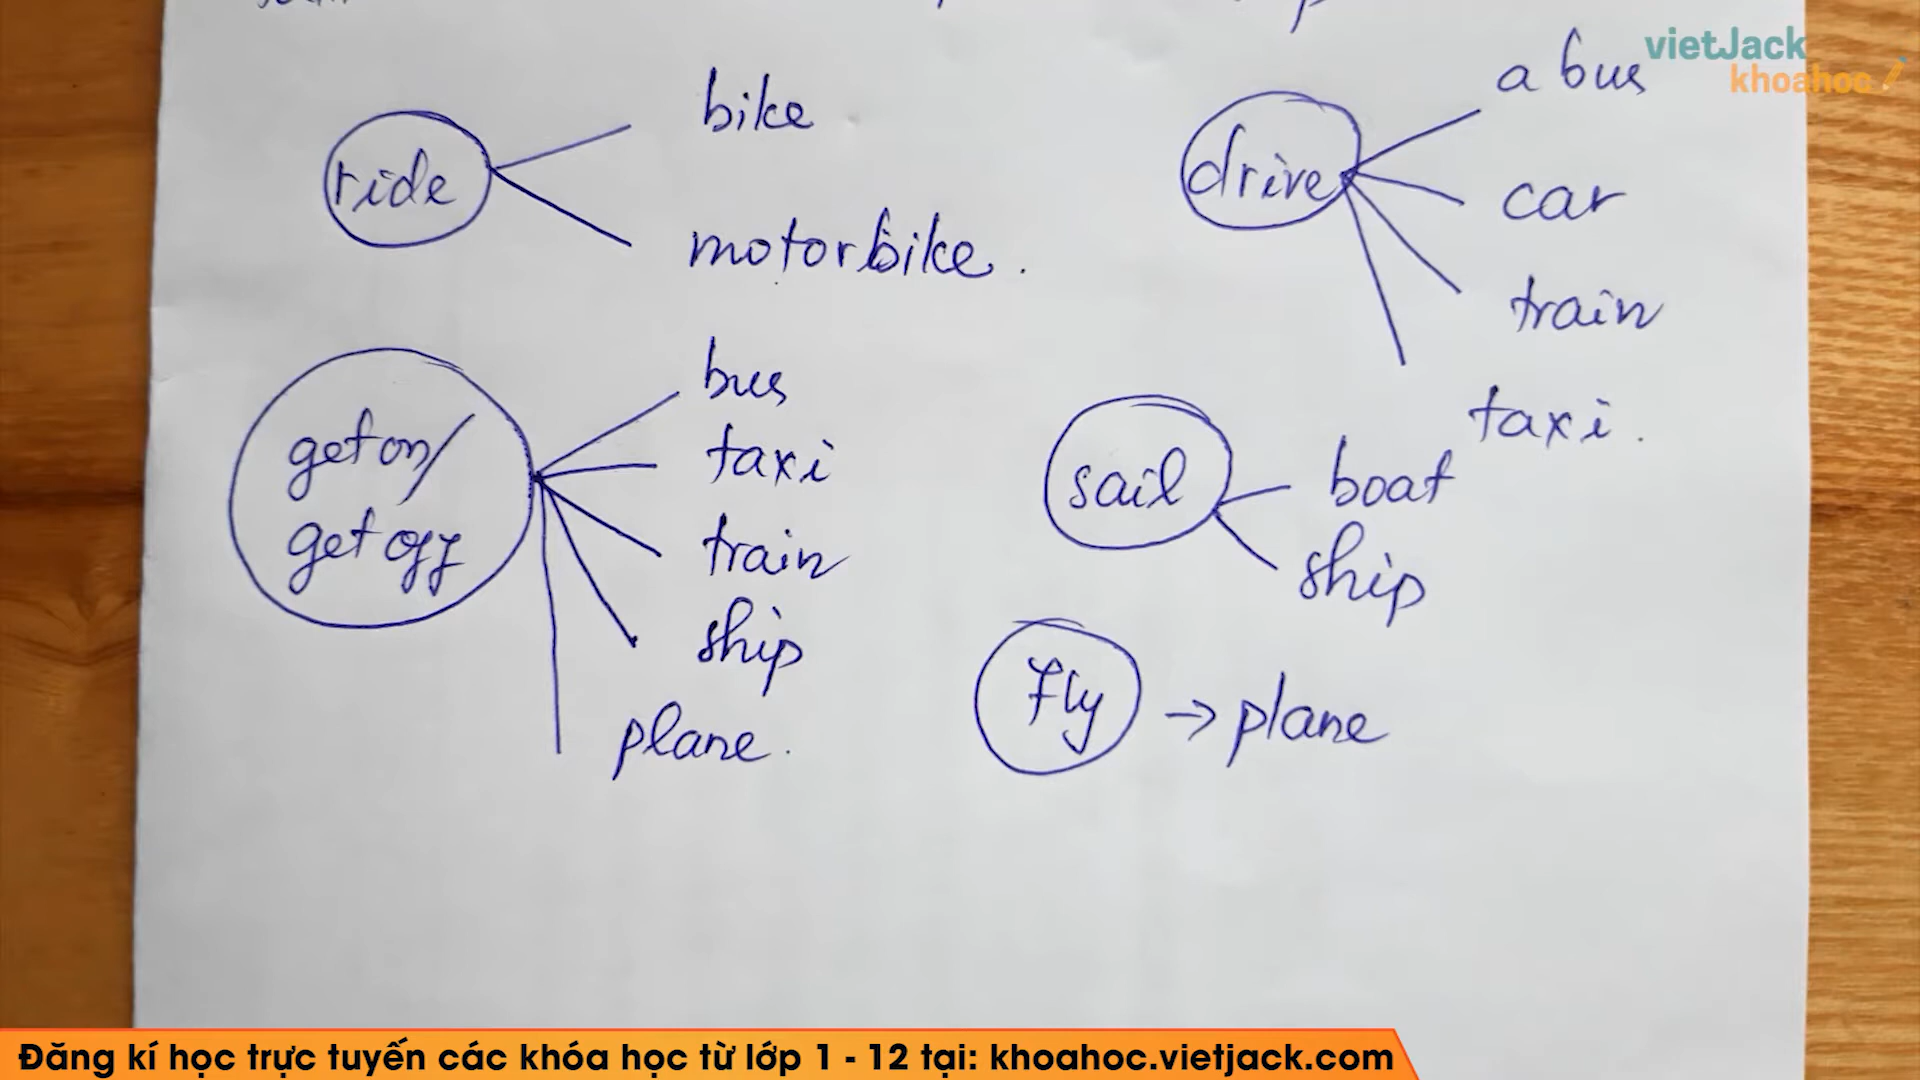 vietJack
khoahoc
ride
bike
motorbike.
drive
a bus
car
train
taxi.
get on/
get off
bus
taxi
train
ship
plane.
sail
boat
ship
Fly
→ plane
Đăng kí học trực tuyến các khóa học từ lớp 1 - 12 tại: khoahoc.vietjack.com